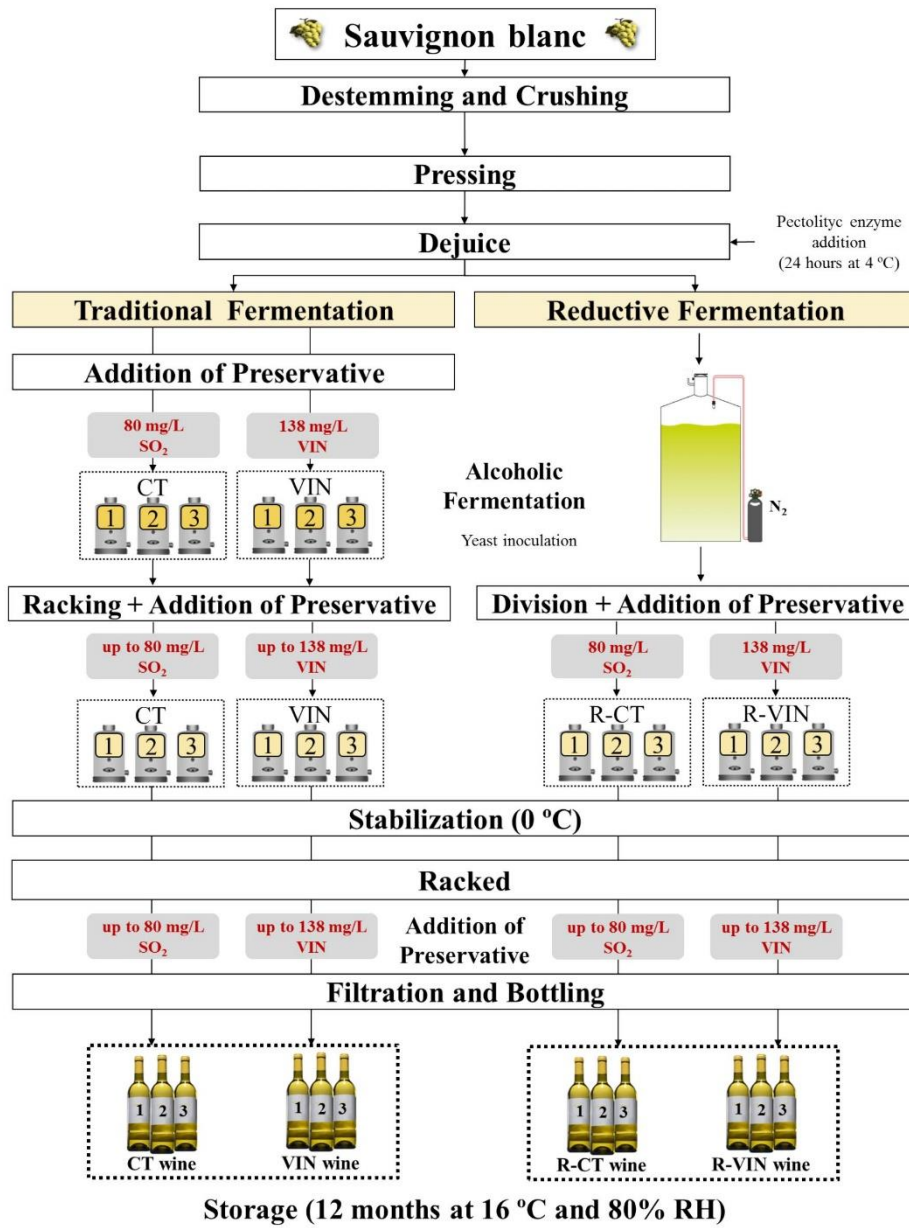 Sauvignon blanc
Destemming and Crushing
Pressing
Dejuice
Pectolityc enzyme
addition
(24 hours at 4 ºC)
Traditional Fermentation
Reductive Fermentation
Addition of Preservative
80 mg/L
SO₂
138 mg/L
VIN
CT
1 2 3
VIN
1 2 3
Alcoholic
Fermentation
Yeast inoculation
N₂
Racking + Addition of Preservative
Division + Addition of Preservative
up to 80 mg/L
SO₂
up to 138 mg/L
VIN
80 mg/L
SO₂
138 mg/L
VIN
CT
1 2 3
VIN
1 2 3
R-CT
1 2 3
R-VIN
1 2 3
Stabilization (0 ºC)
Racked
up to 80 mg/L
SO₂
up to 138 mg/L
VIN
Addition of
Preservative
up to 80 mg/L
SO₂
up to 138 mg/L
VIN
Filtration and Bottling
1 2 3
CT wine
1 2 3
VIN wine
1 2 3
R-CT wine
1 2 3
R-VIN wine
Storage (12 months at 16 ºC and 80% RH)